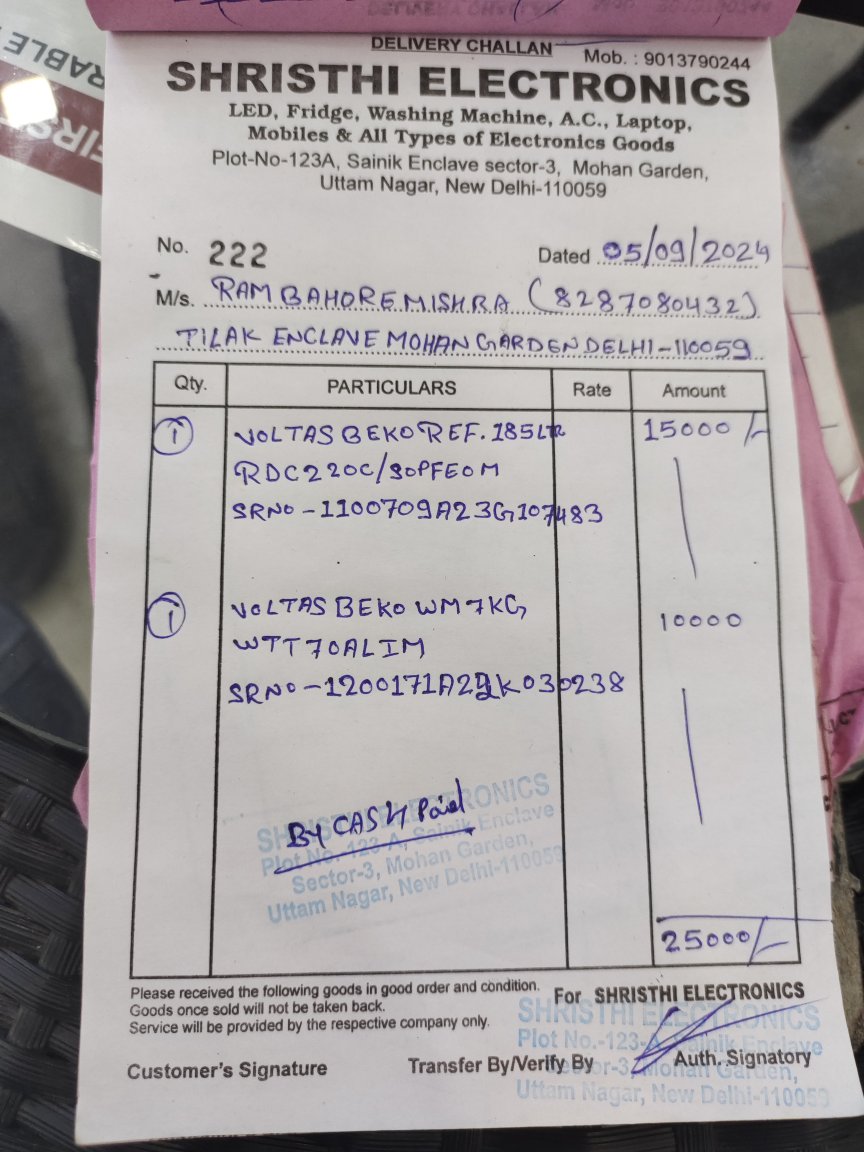 DELIVERY CHALLAN
Mob. : 9013790244
SHRISTHI ELECTRONICS
LED, Fridge, Washing Machine, A.C., Laptop,
Mobiles & All Types of Electronics Goods
Plot-No-123A, Sainik Enclave sector-3, Mohan Garden,
Uttam Nagar, New Delhi-110059
No. 222 Dated 05/09/2024
M/s. RAM BAHORE MISHRA (8287080432)
TILAK ENCLAVE MOHAN GARDEN DELHI-110059
Qty. PARTICULARS Rate Amount
1 VOLTAS BEKO REF. 185LTR 15000/-
RDC220C/SOPFEOM
SRNO-1100709A23G107483
1 VOLTAS BEKO WM 7KG 10000
WTT70ALIM
SRNO-1200171A22K030238
BY CASH Paid
SHRISTHI ELECTRONICS
Plot No. 123-A, Sainik Enclave
Sector-3, Mohan Garden,
Uttam Nagar, New Delhi-110059
25000/-
Please received the following goods in good order and condition.
Goods once sold will not be taken back.
Service will be provided by the respective company only.
For SHRISTHI ELECTRONICS
SHRISTHI ELECTRONICS
Plot No.-123-A, Sainik Enclave
Sector-3, Mohan Garden,
Uttam Nagar, New Delhi-110059
Customer's Signature Transfer By/Verify By Auth. Signatory